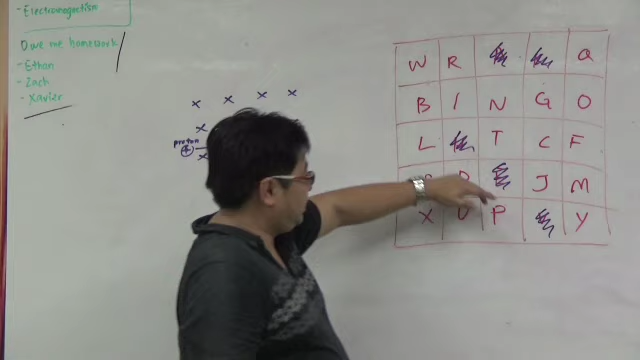 - Electromagnetism
Owe me homework
- Ethan
- Zach
- Xavier
x x x x
x
proton
+
x
W R Q
B I N G O
L T C F
J M
X U P Y